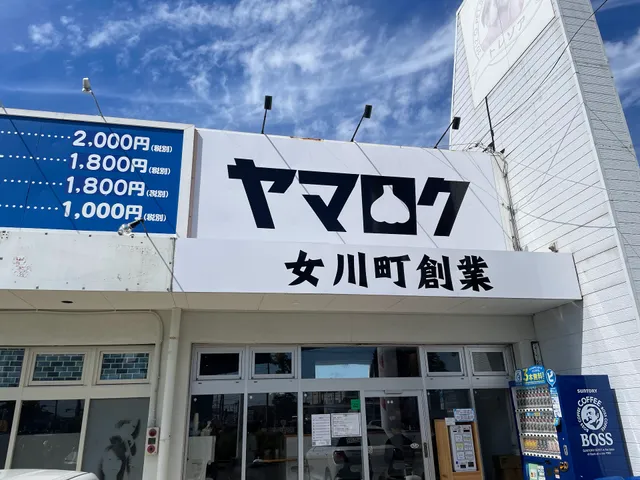 2,000円(税別)
1,800円(税別)
1,800円(税別)
1,000円(税別)
ヤマロク
女川町創業
SUNTORY
COFFEE
BOSS